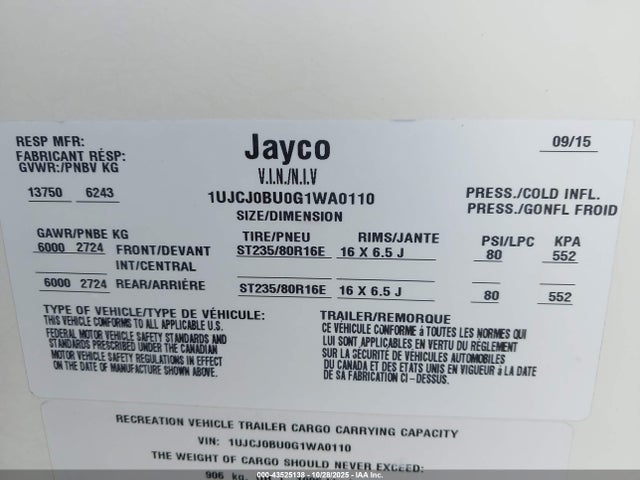 RESP MFR:
FABRICANT RÉSP:
GVWR:/PNBV KG
13750 6243
Jayco
V.I.N./N.I.V
1UJCJ0BU0G1WA0110
SIZE/DIMENSION
09/15
PRESS./COLD INFL.
PRESS./GONFL FROID
GAWR/PNBE KG TIRE/PNEU RIMS/JANTE PSI/LPC KPA
6000 2724 FRONT/DEVANT ST235/80R16E 16 X 6.5 J 80 552
INT/CENTRAL
6000 2724 REAR/ARRIÈRE ST235/80R16E 16 X 6.5 J 80 552
TYPE OF VEHICLE/TYPE DE VÉHICULE: TRAILER/REMORQUE
THIS VEHICLE CONFORMS TO ALL APPLICABLE U.S.
FEDERAL MOTOR VEHICLE SAFETY STANDARDS AND
STANDARDS PRESCRIBED UNDER THE CANADIAN
MOTOR VEHICLE SAFETY REGULATIONS IN EFFECT
ON THE DATE OF MANUFACTURE SHOWN ABOVE.
CE VÉHICULE CONFORME à TOUTES LES NORMES QUI
LUI SONT APPLICABLES EN VERTU DU RÈGLEMENT
SUR LA SÉCURITÉ DE VÉHICULES AUTOMOBILES
DU CANADA ET DES ETATS UNIS EN VIGUEUR à LA DATE
DE SA FABRICATION CI-DESSUS.
RECREATION VEHICLE TRAILER CARGO CARRYING CAPACITY
VIN: 1UJCJ0BU0G1WA0110
THE WEIGHT OF CARGO SHOULD NEVER EXCEED:
906 kg.
© 000-43525138 - 10/28/2025 - IAA, Inc.